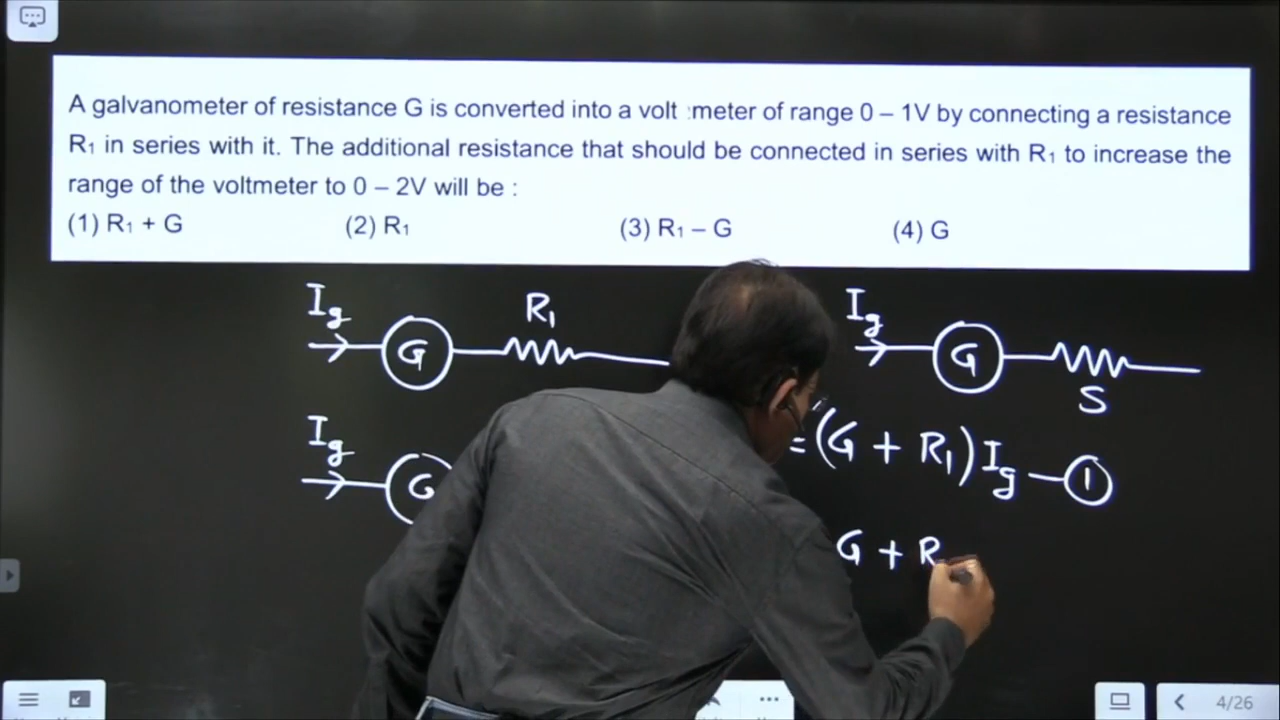 A galvanometer of resistance G is converted into a volt :meter of range 0 – 1V by connecting a resistance
R₁ in series with it. The additional resistance that should be connected in series with R₁ to increase the
range of the voltmeter to 0 – 2V will be :
(1) R₁ + G (2) R₁ (3) R₁ – G (4) G
Ig G R₁
Ig G S
Ig G
= (G + R₁) Ig — ①
G + R
4/26